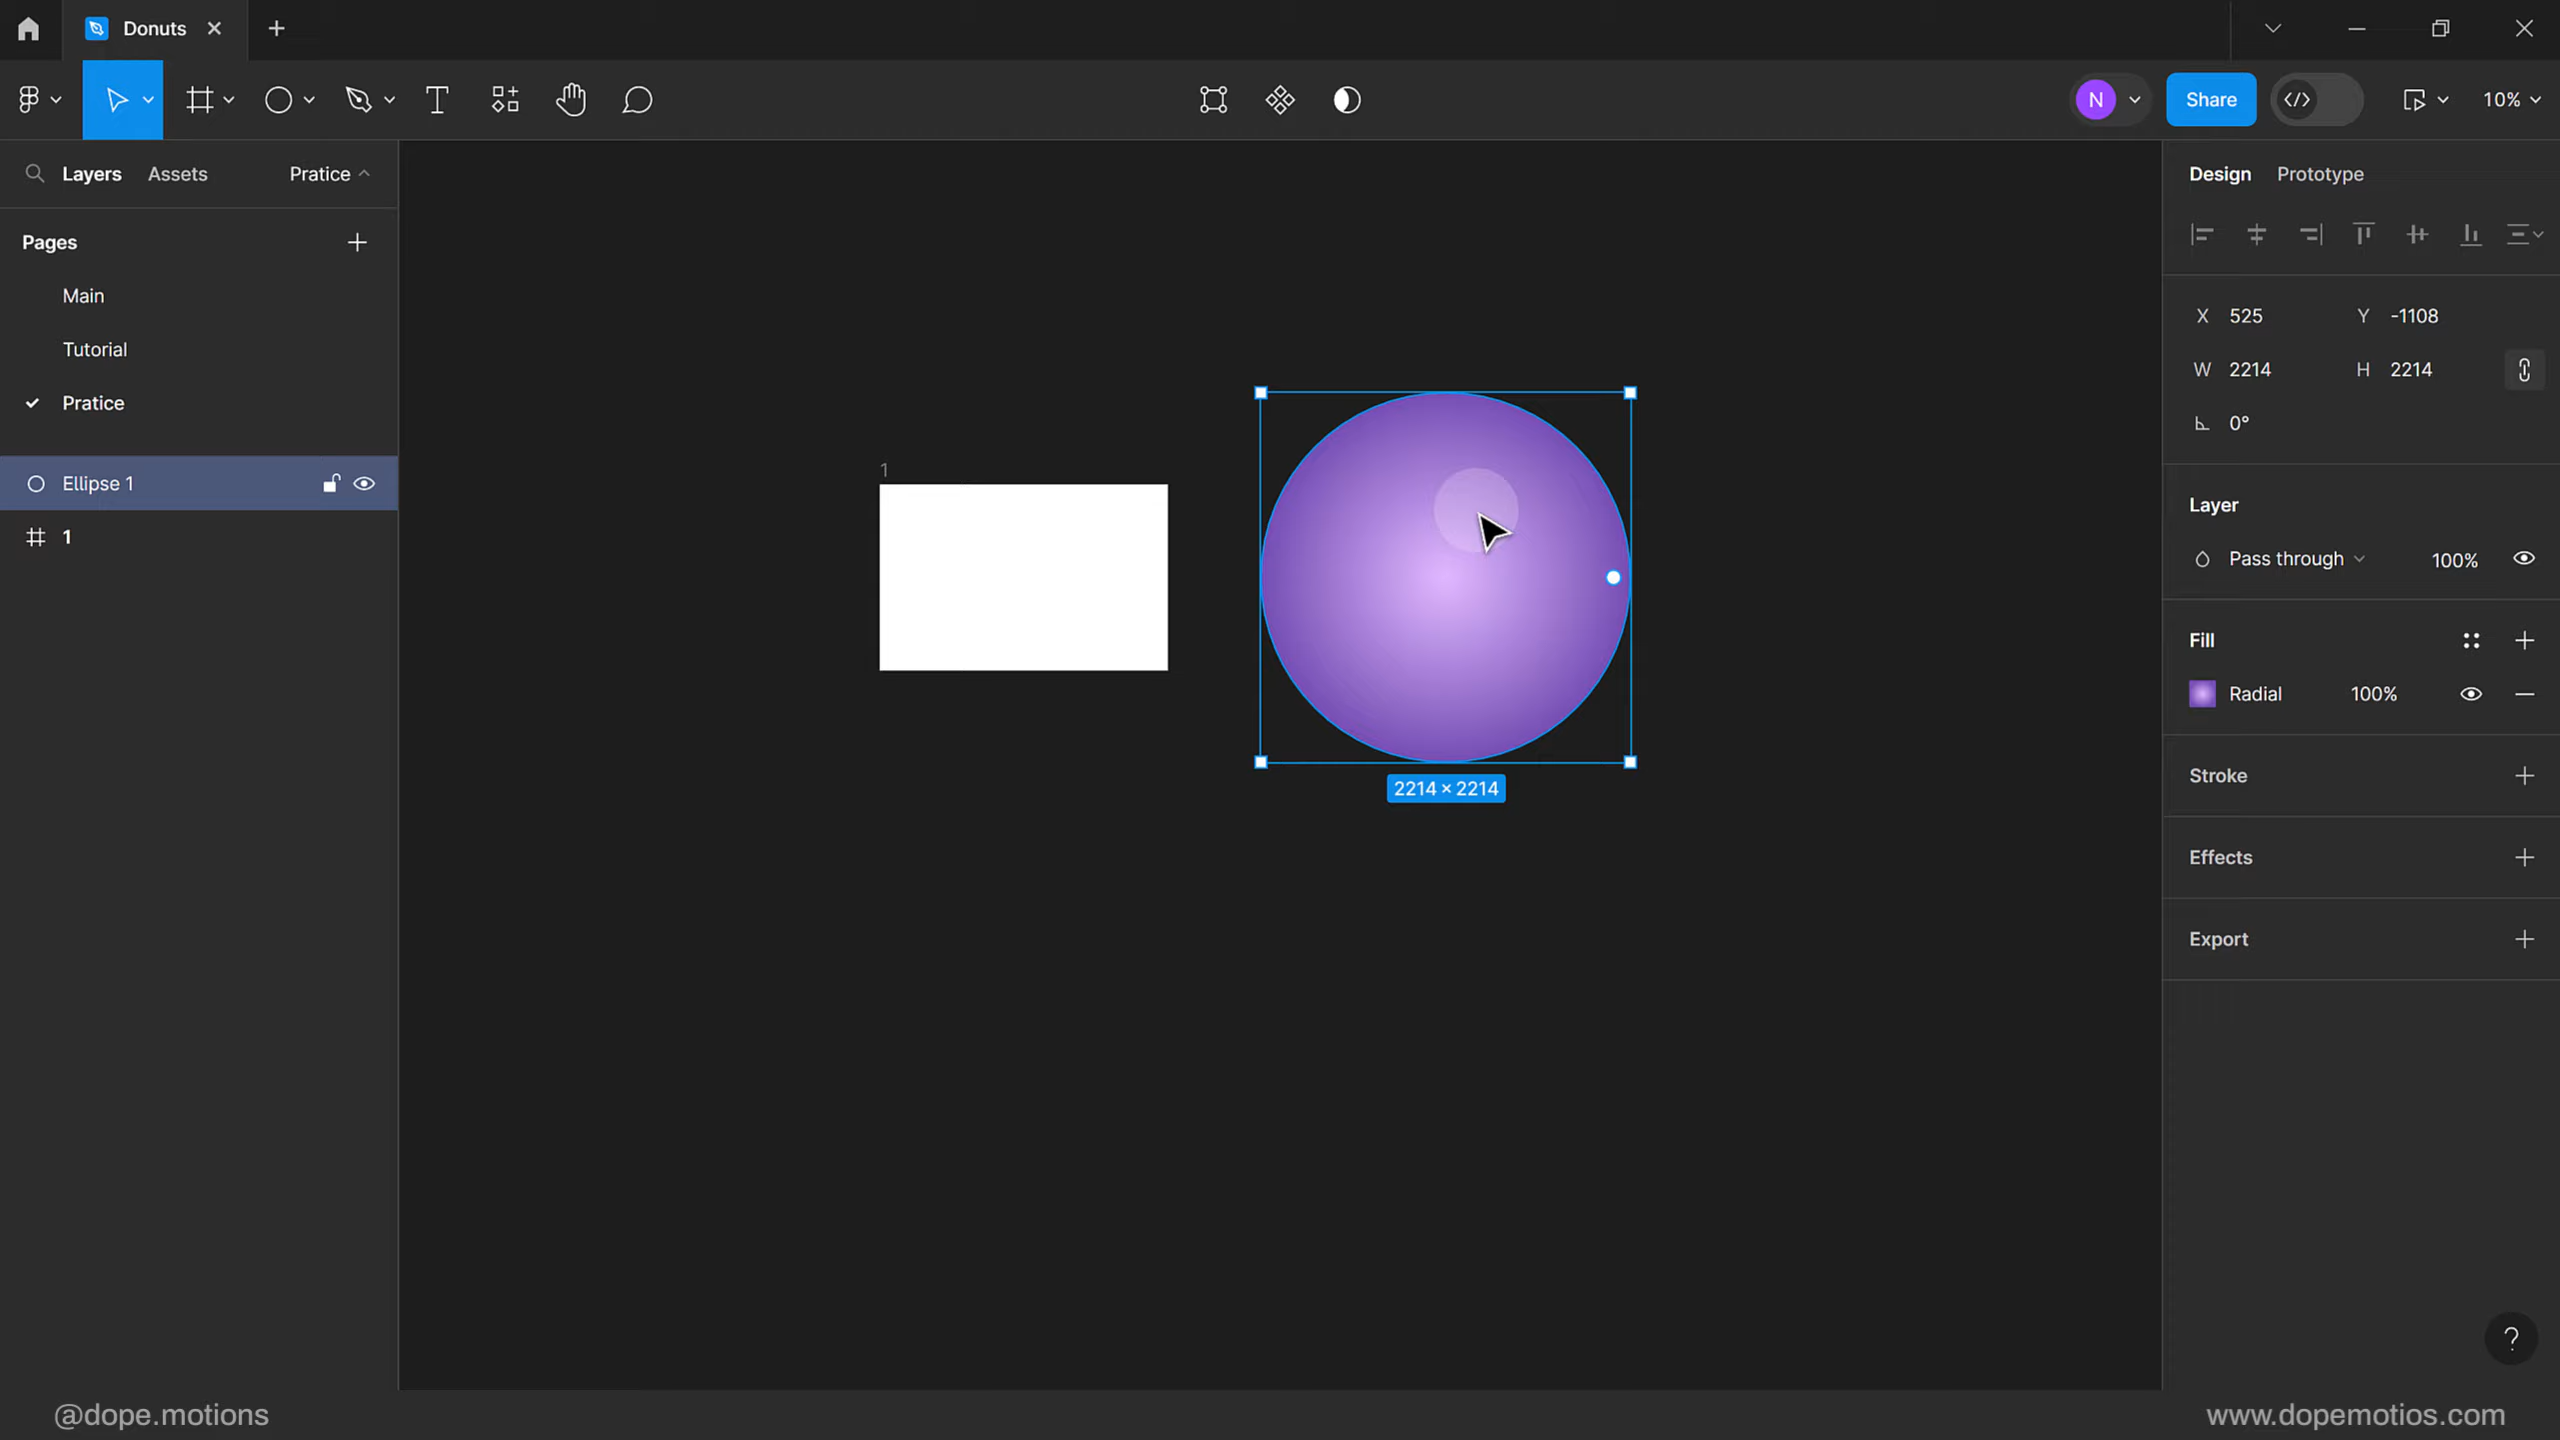 Donuts
N
Share
10%
Layers
Assets
Pratice
Pages
Main
Tutorial
Pratice
Ellipse 1
1
1
2214 × 2214
Design
Prototype
X 525
Y -1108
W 2214
H 2214
0°
Layer
Pass through
100%
Fill
Radial
100%
Stroke
Effects
Export
?
@dope.motions
www.dopemotios.com